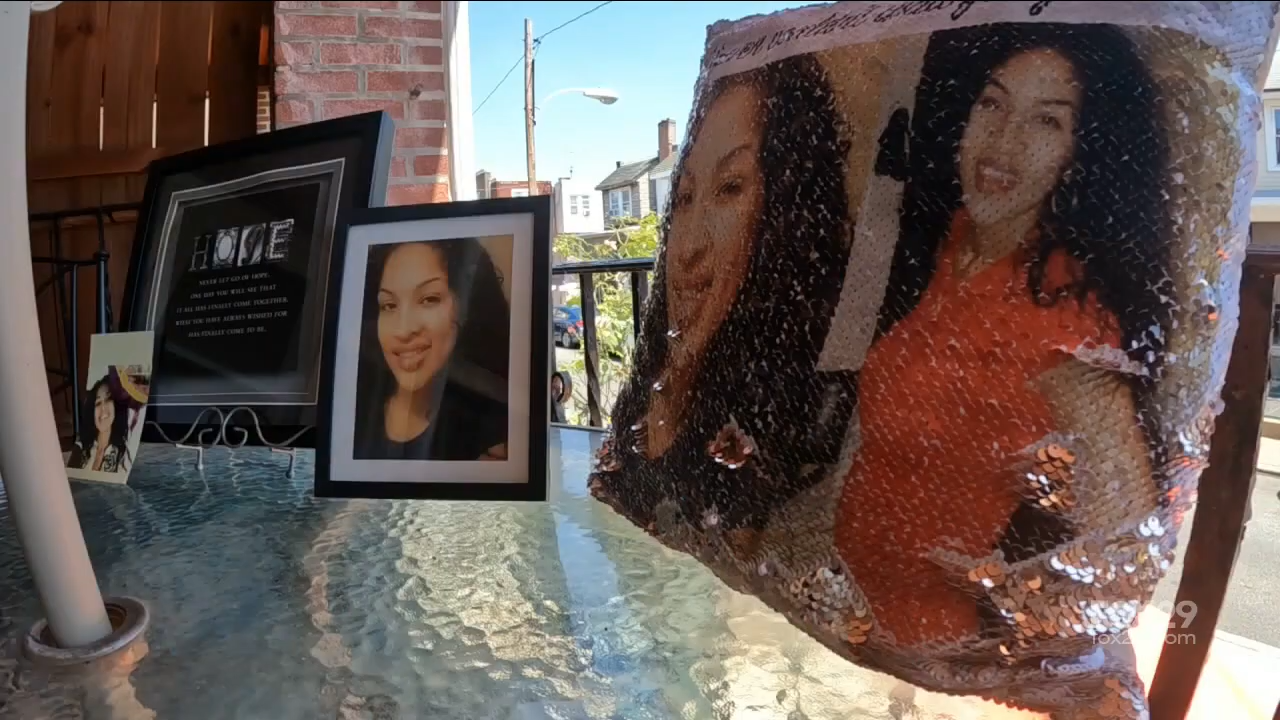 HOPE
NEVER LET GO OF HOPE.
ONE DAY YOU WILL SEE THAT
IT ALL HAS FINALLY COME TOGETHER.
WHAT YOU HAVE ALWAYS WISHED FOR
HAS FINALLY COME TO BE.
29
fox29.com